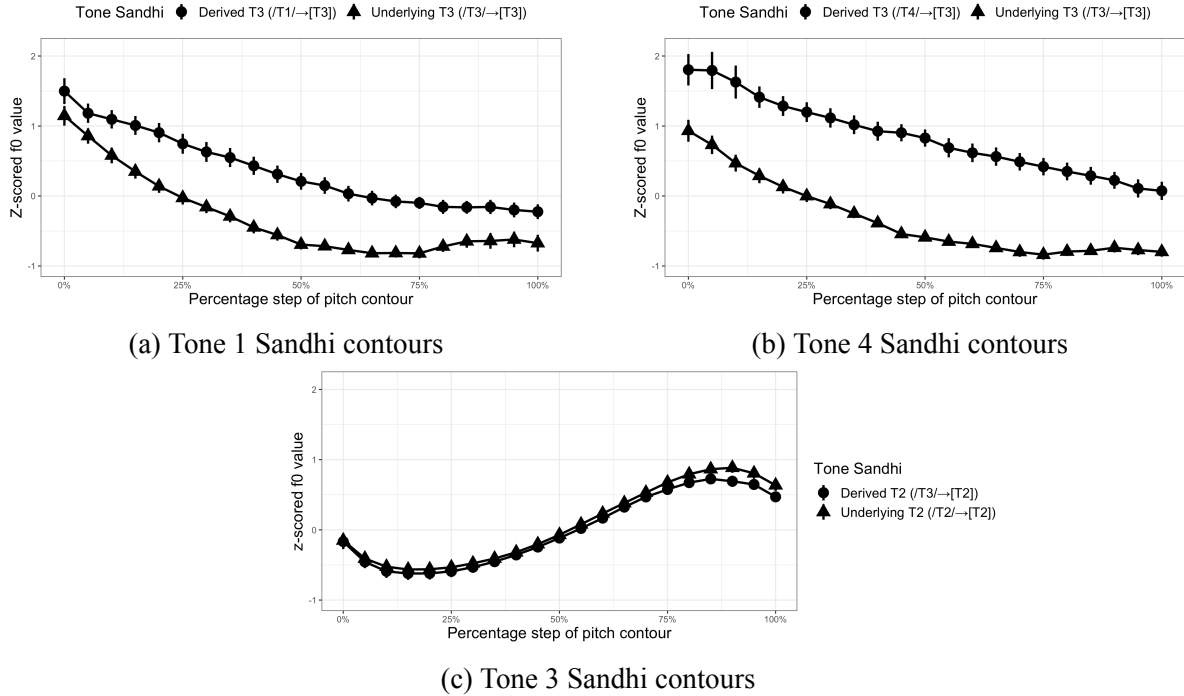 Tone Sandhi Derived T3 (/T1/→[T3]) Underlying T3 (/T3/→[T3])
2
1
0
-1
Z-scored f0 value
0% 25% 50% 75% 100%
Percentage step of pitch contour
(a) Tone 1 Sandhi contours
Tone Sandhi Derived T3 (/T4/→[T3]) Underlying T3 (/T3/→[T3])
2
1
0
-1
Z-scored f0 value
0% 25% 50% 75% 100%
Percentage step of pitch contour
(b) Tone 4 Sandhi contours
2
1
0
-1
z-scored f0 value
0% 25% 50% 75% 100%
Percentage step of pitch contour
Tone Sandhi
Derived T2 (/T3/→[T2])
Underlying T2 (/T2/→[T2])
(c) Tone 3 Sandhi contours